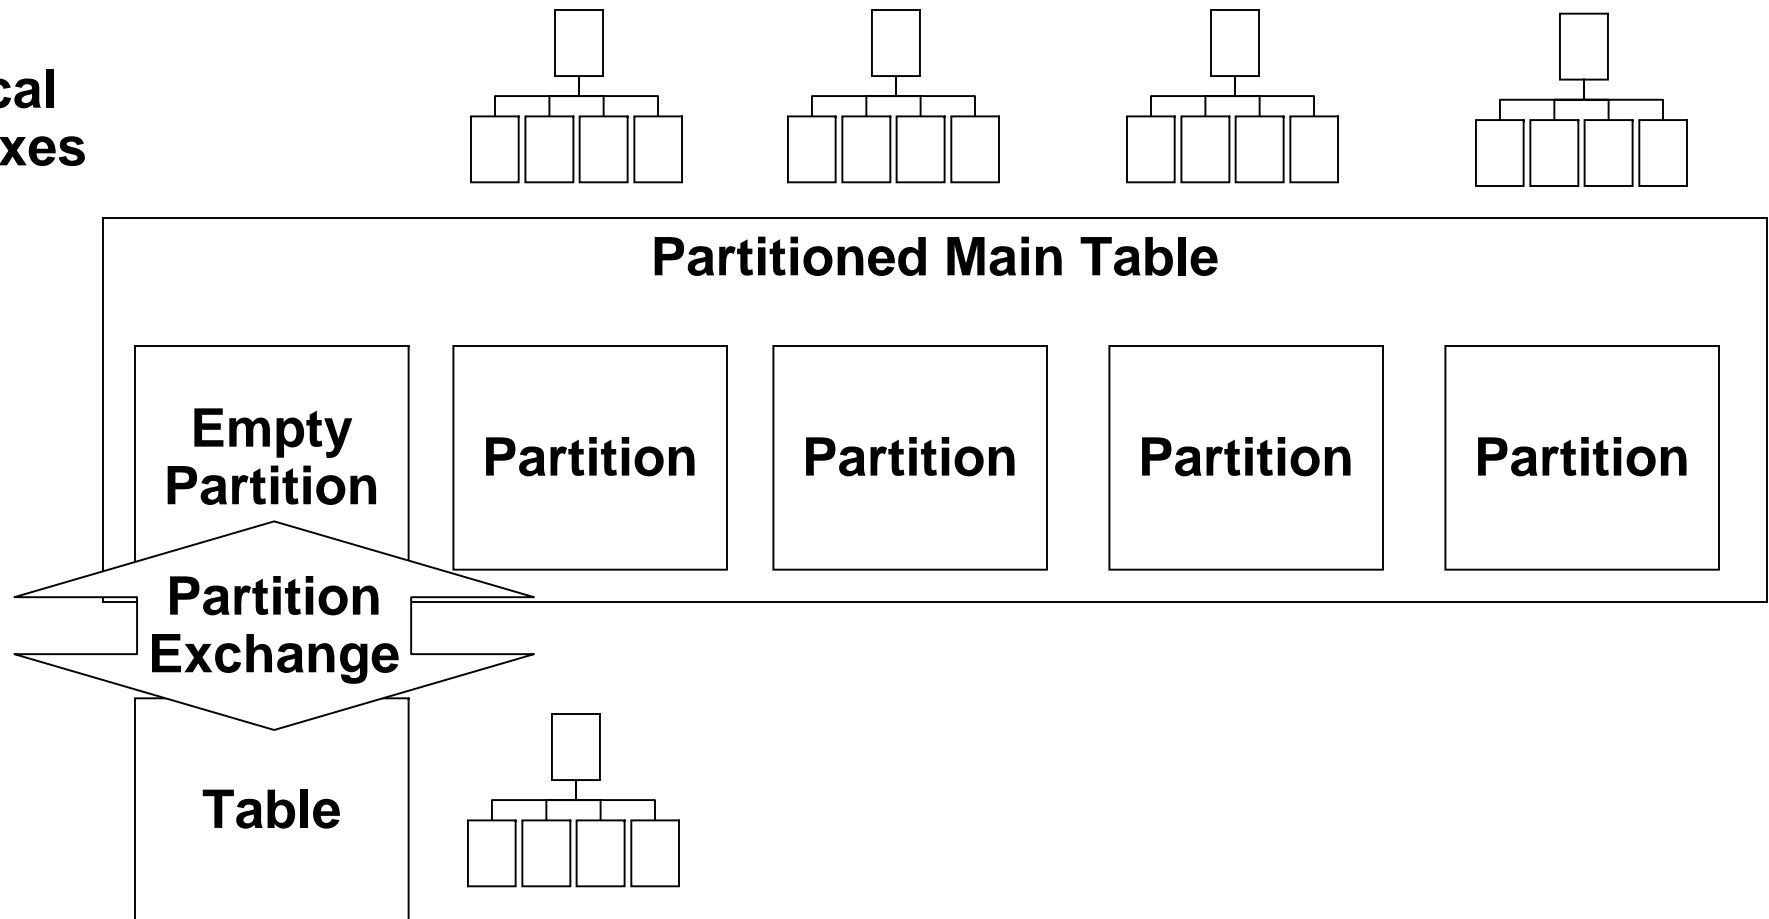 cal
xes
Partitioned Main Table
Empty
Partition
Partition
Partition
Partition
Partition
Partition
Exchange
Table